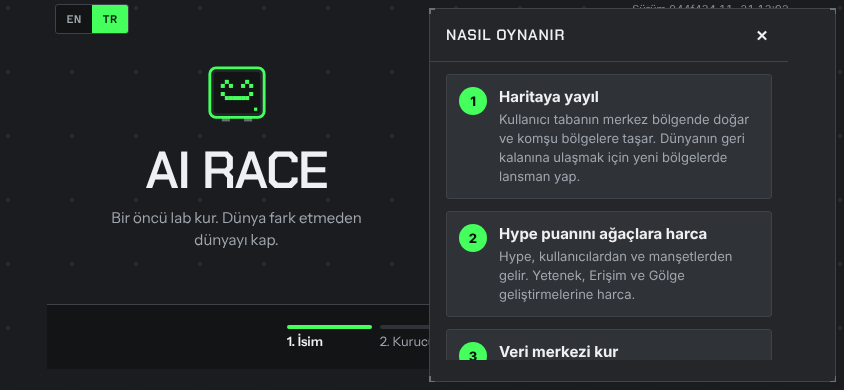 EN TR
AI RACE
Bir öncü lab kur. Dünya fark etmeden
dünyayı kap.
1. İsim
NASIL OYNANIR
1
Haritaya yayıl
Kullanıcı tabanın merkez bölgende doğar
ve komşu bölgelere taşar. Dünyanın geri
kalanına ulaşmak için yeni bölgelerde
lansman yap.
2
Hype puanını ağaçlara harca
Hype, kullanıcılardan ve manşetlerden
gelir. Yetenek, Erişim ve Gölge
geliştirmelerine harca.
3
Veri merkezi kur